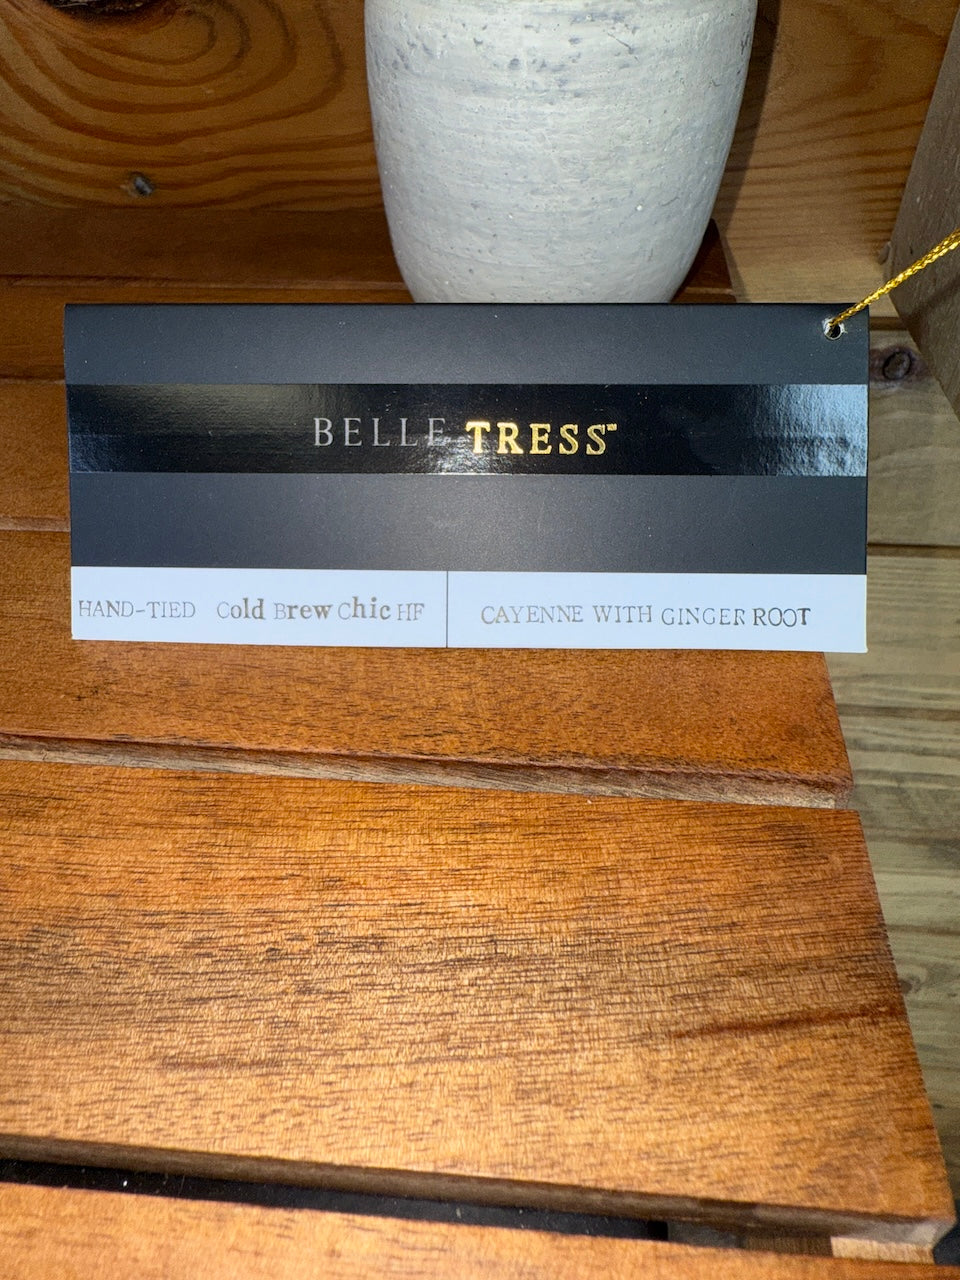 BELLE TRESS™
HAND-TIED Cold Brew Chic HF
CAYENNE WITH GINGER ROOT